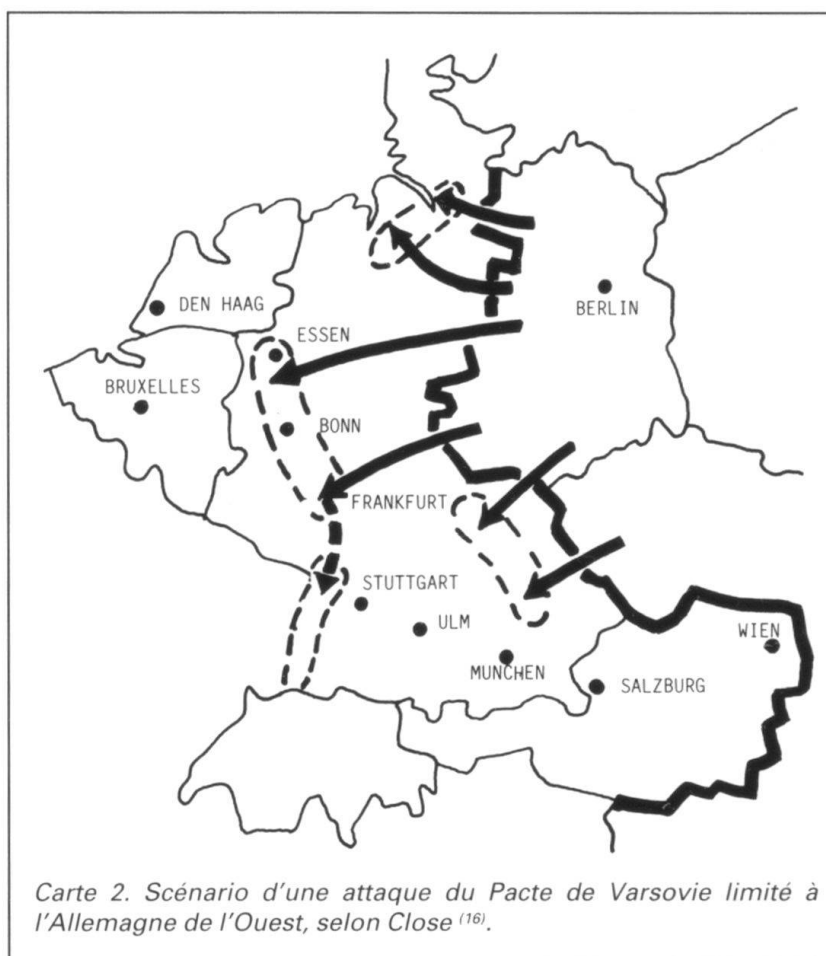 DEN HAAG
BERLIN
ESSEN
BRUXELLES
BONN
FRANKFURT
STUTTGART
ULM
WIEN
MUNCHEN
SALZBURG
Carte 2. Scénario d'une attaque du Pacte de Varsovie limité à
l'Allemagne de l'Ouest, selon Close (16).